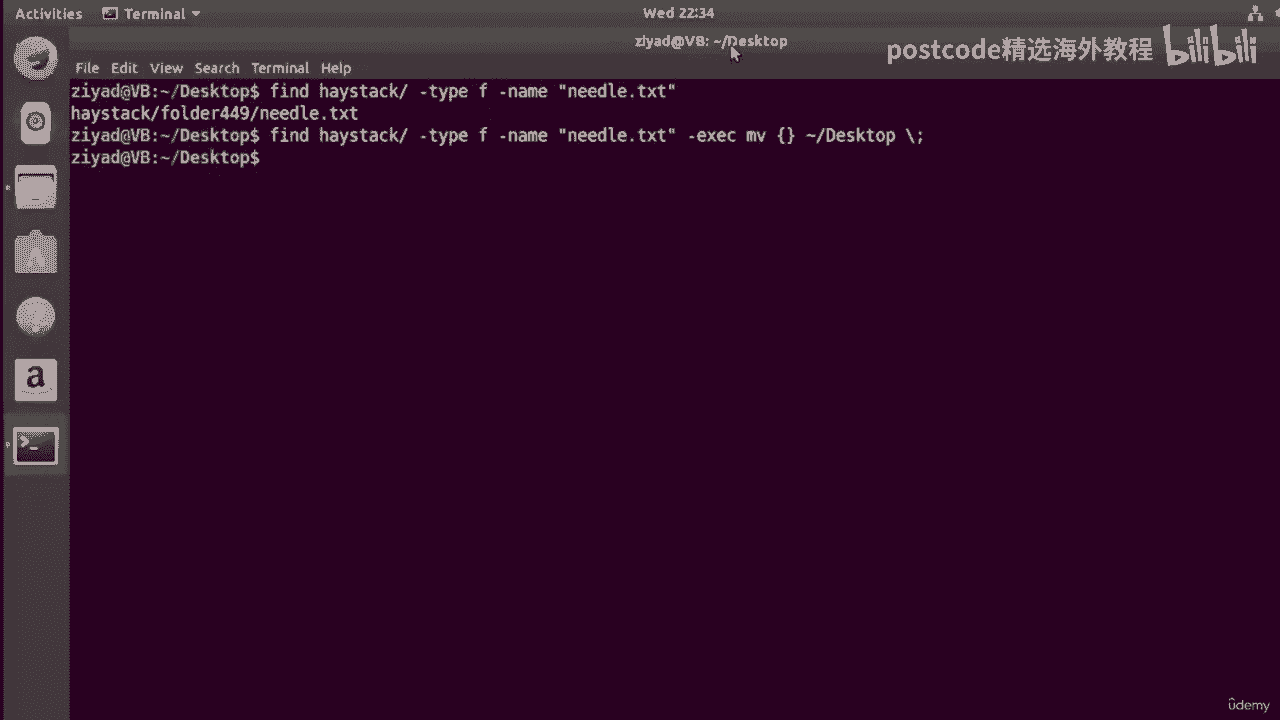 Activities Terminal Wed 22:34
ziyad@VB: ~/Desktop
postcode精选海外教程 bilibili
File Edit View Search Terminal Help
ziyad@VB:~/Desktop$ find haystack/ -type f -name "needle.txt"
haystack/folder449/needle.txt
ziyad@VB:~/Desktop$ find haystack/ -type f -name "needle.txt" -exec mv {} ~/Desktop \;
ziyad@VB:~/Desktop$
a
>_
ûdemy